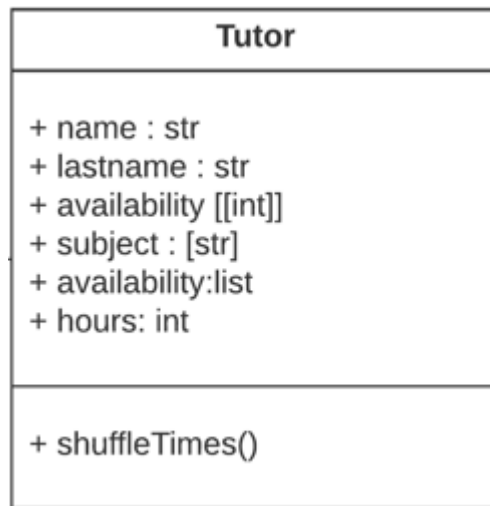 Tutor
+ name : str
+ lastname : str
+ availability [[int]]
+ subject : [str]
+ availability:list
+ hours: int
+ shuffleTimes()